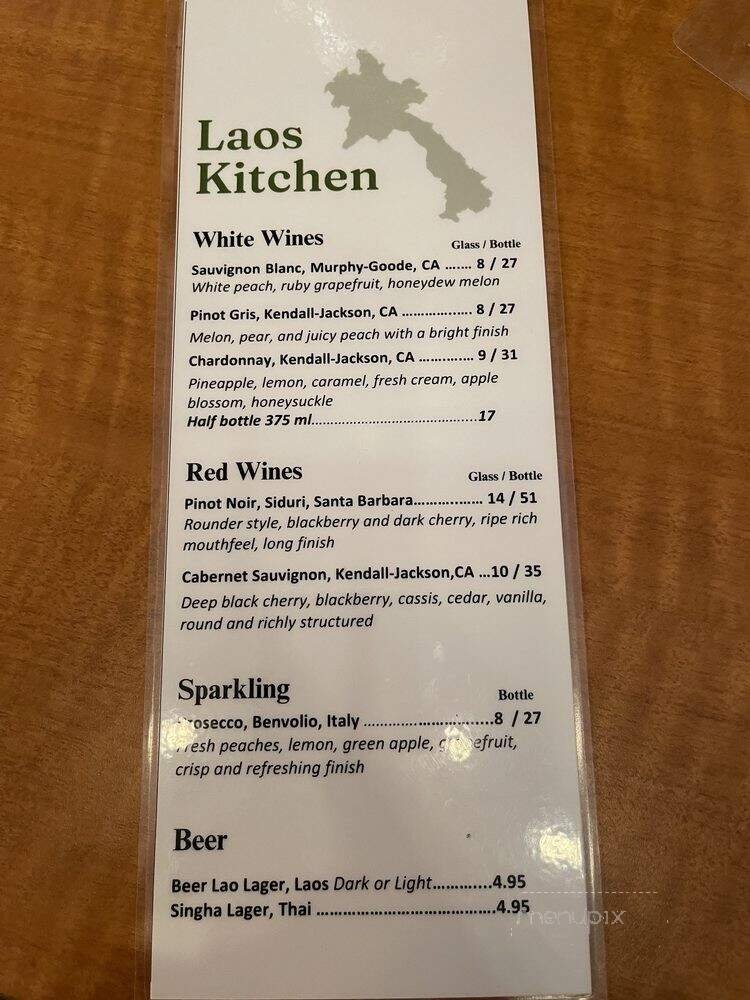 Laos
Kitchen
White Wines
Glass / Bottle
Sauvignon Blanc, Murphy-Goode, CA ....... 8 / 27
White peach, ruby grapefruit, honeydew melon
Pinot Gris, Kendall-Jackson, CA ................ 8 / 27
Melon, pear, and juicy peach with a bright finish
Chardonnay, Kendall-Jackson, CA ............. 9 / 31
Pineapple, lemon, caramel, fresh cream, apple
blossom, honeysuckle
Half bottle 375 ml..........................................17
Red Wines
Glass / Bottle
Pinot Noir, Siduri, Santa Barbara................ 14 / 51
Rounder style, blackberry and dark cherry, ripe rich
mouthfeel, long finish
Cabernet Sauvignon, Kendall-Jackson,CA ...10 / 35
Deep black cherry, blackberry, cassis, cedar, vanilla,
round and richly structured
Sparkling
Bottle
Prosecco, Benvolio, Italy ..............................8 / 27
Fresh peaches, lemon, green apple, grapefruit,
crisp and refreshing finish
Beer
Beer Lao Lager, Laos Dark or Light.............4.95
Singha Lager, Thai ........................................4.95
menupix